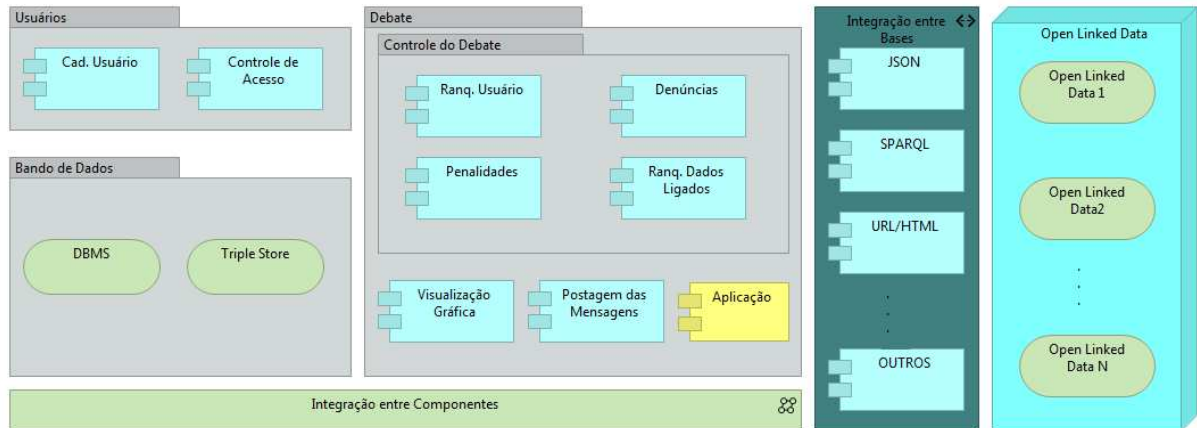 Usuários
Cad. Usuário
Controle de
Acesso
Bando de Dados
DBMS
Triple Store
Debate
Controle do Debate
Ranq. Usuário
Denúncias
Penalidades
Ranq. Dados
Ligados
Visualização
Gráfica
Postagem das
Mensagens
Aplicação
Integração entre Componentes
Integração entre
Bases
JSON
SPARQL
URL/HTML
OUTROS
Open Linked Data
Open Linked
Data 1
Open Linked
Data2
Open Linked
Data N